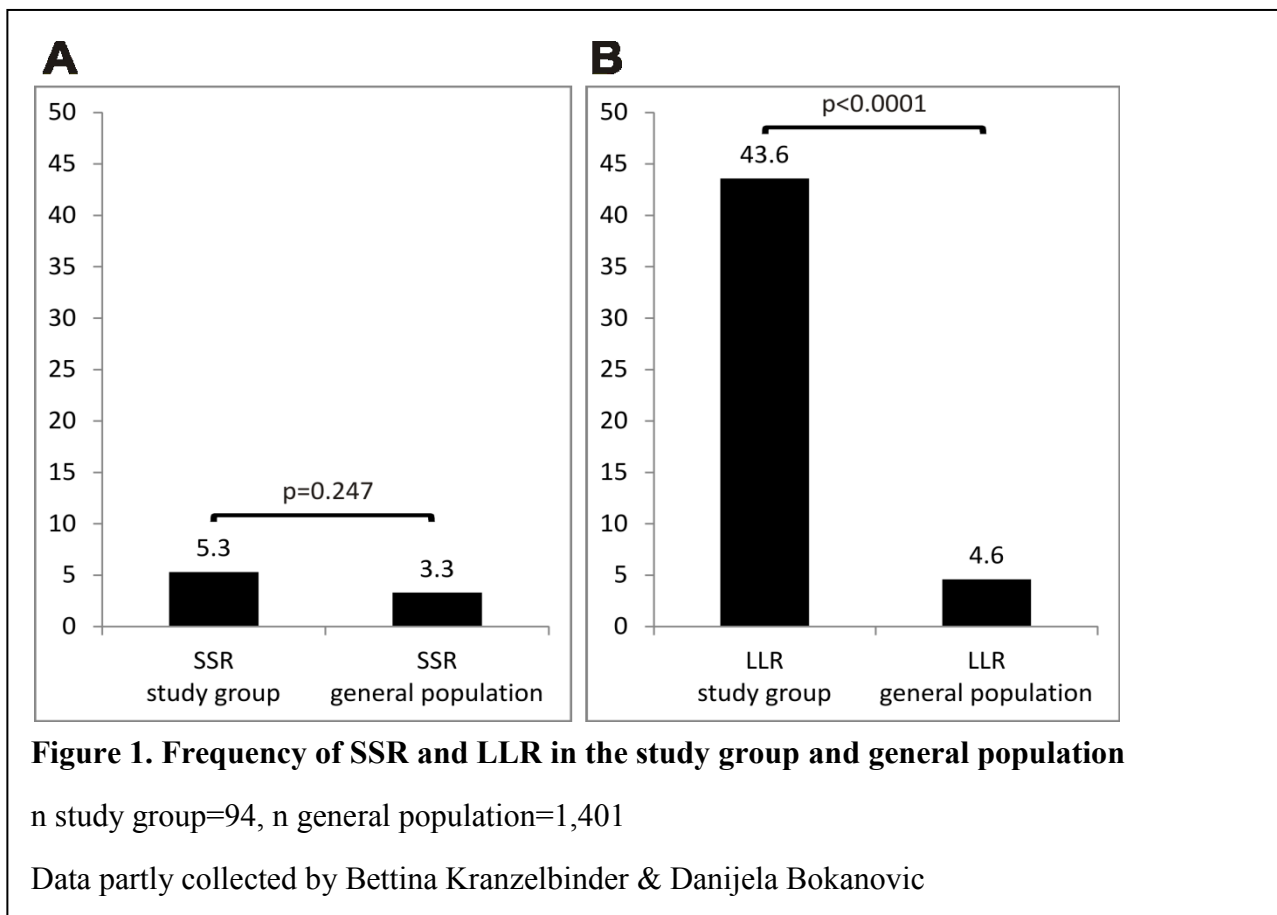 A
50
45
40
35
30
25
20
15
10
5
0
p=0.247
5.3
3.3
SSR
study group
SSR
general population
B
50
45
40
35
30
25
20
15
10
5
0
p<0.0001
43.6
4.6
LLR
study group
LLR
general population
Figure 1. Frequency of SSR and LLR in the study group and general population
n study group=94, n general population=1,401
Data partly collected by Bettina Kranzelbinder & Danijela Bokanovic